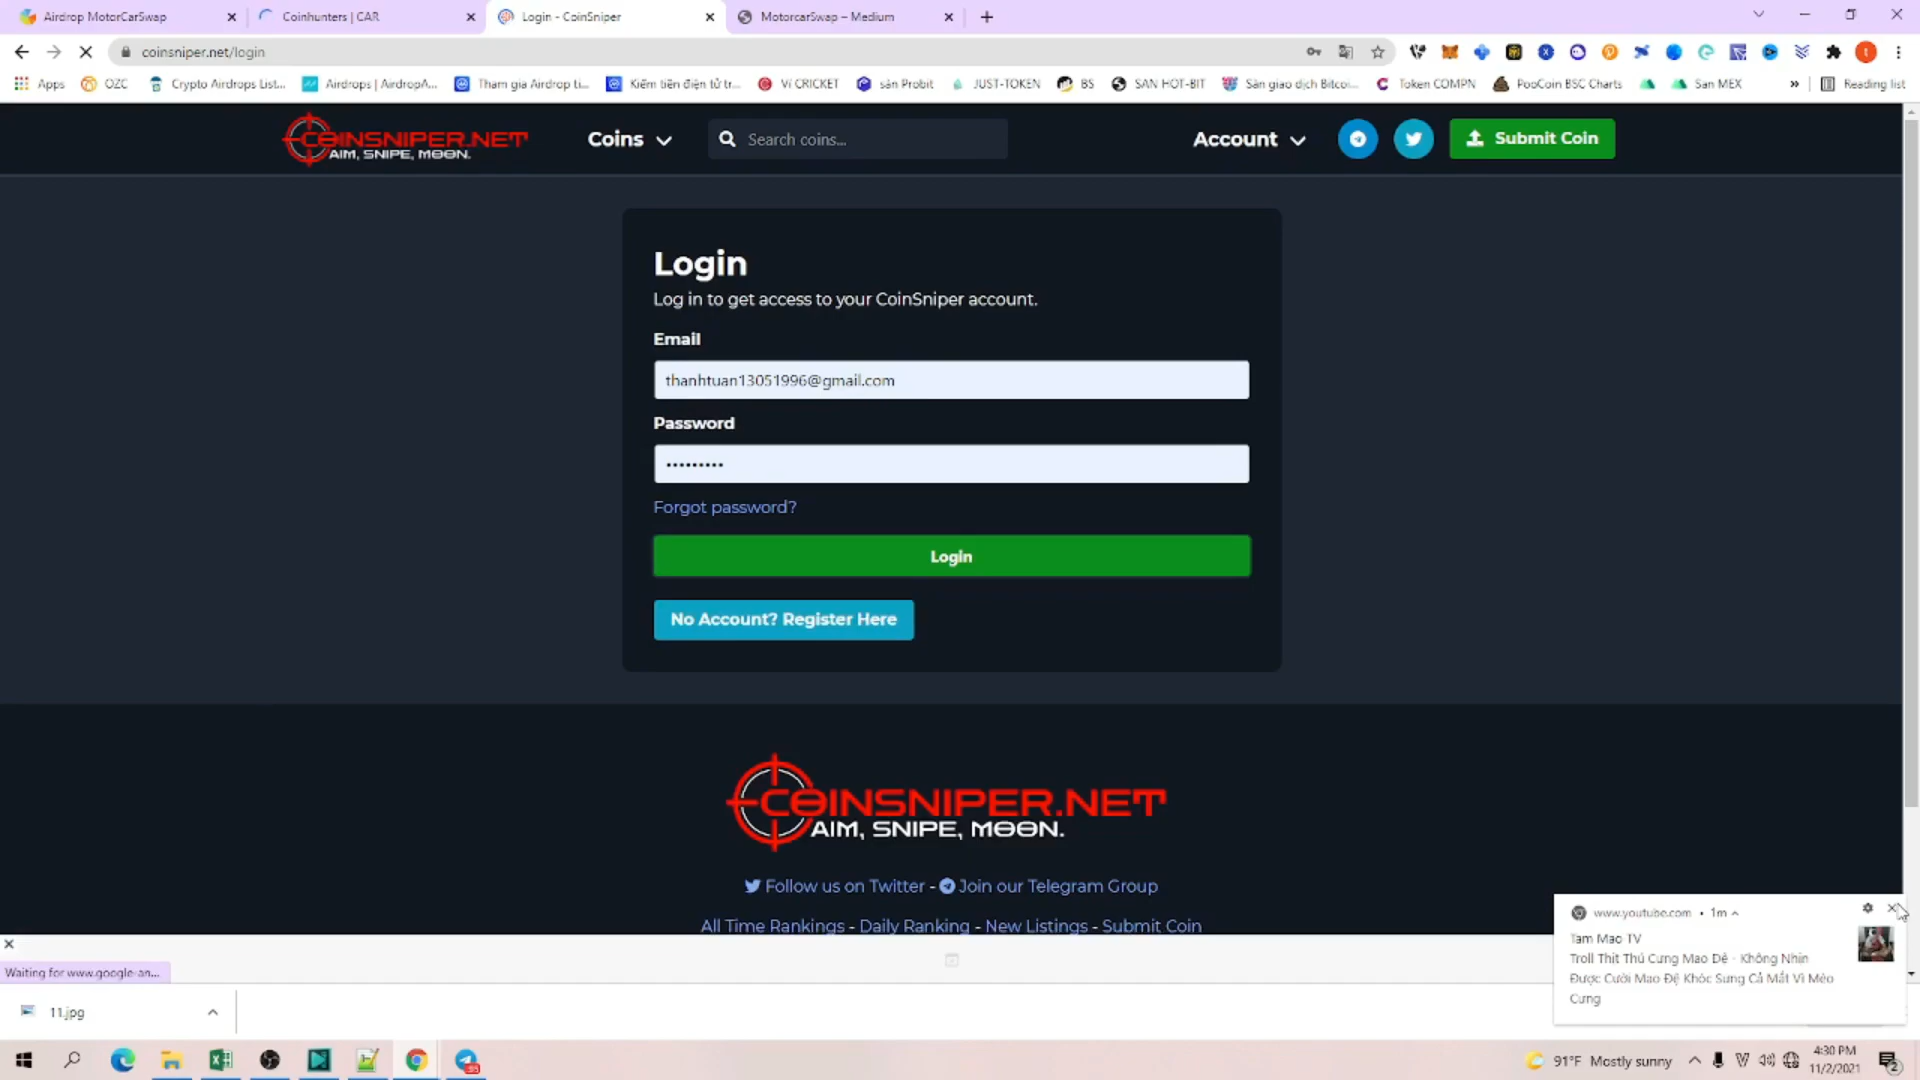 Airdrop MotorCarSwap
Coinhunters | CAR
Login - CoinSniper
MotorcarSwap – Medium
coinsniper.net/login
t
Apps
OZC
Crypto Airdrops List...
Airdrops | AirdropA...
Tham gia Airdrop ti...
Kiếm tiền điện tử tr...
Ví CRICKET
sàn Probit
JUST-TOKEN
BS
SAN HOT-BIT
Sàn giao dịch Bitcoi...
Token COMPN
PooCoin BSC Charts
San MEX
»
Reading list
COINSNIPER.NET
AIM, SNIPE, MOON.
Coins
Search coins...
Account
Submit Coin
Login
Log in to get access to your CoinSniper account.
Email
thanhtuan13051996@gmail.com
Password
•••••••••
Forgot password?
Login
No Account? Register Here
COINSNIPER.NET
AIM, SNIPE, MOON.
Follow us on Twitter - Join our Telegram Group
All Time Rankings - Daily Ranking - New Listings - Submit Coin
www.youtube.com • 1m
Tam Mao TV
Troll Thịt Thú Cưng Mao Dê - Không Nhịn
Được Cười Mao Đệ Khóc Sưng Cả Mắt Vì Mèo
Cưng
Waiting for www.google-an...
11.jpg
91°F Mostly sunny
4:30 PM
11/2/2021
2